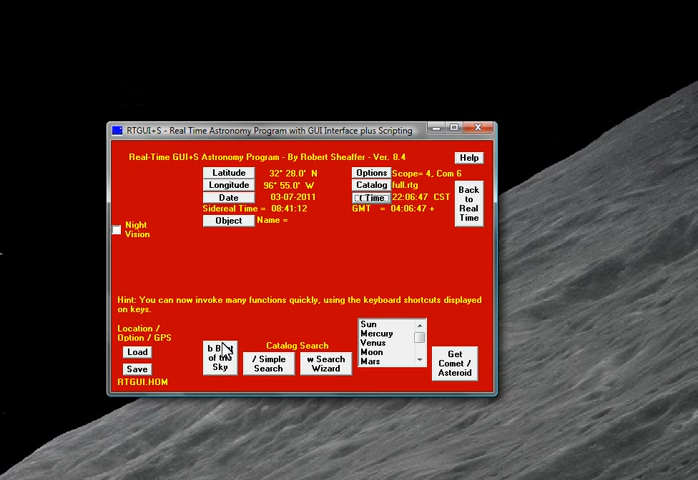 RTGUI+S - Real Time Astronomy Program with GUI Interface plus Scripting
Real-Time GUI+S Astronomy Program - By Robert Sheaffer - Ver. 8.4
Help
Latitude 32° 28.0' N Options Scope= 4, Com 6
Longitude 96° 55.0' W Catalog full.rtg
Date 03-07-2011 t Time 22:06:47 CST
Back
to
Real
Time
Sidereal Time = 08:41:12 GMT = 04:06:47 +
Object Name =
Night
Vision
Hint: You can now invoke many functions quickly, using the keyboard shortcuts displayed
on keys.
Location /
Option / GPS
Load
Save
RTGUI.HOM
b
of the
Sky
Catalog Search
/ Simple
Search
w Search
Wizard
Sun
Mercury
Venus
Moon
Mars
Get
Comet /
Asteroid